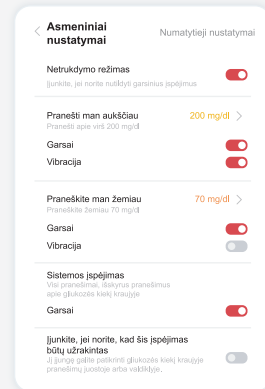 Asmeniniai
nustatymai
Numatytieji nustatymai
Netrukdymo režimas
Įjunkite, jei norite nutildyti garsinius įspėjimus
Pranešti man aukščiau 200 mg/dl
Pranešti apie virš 200 mg/dl
Garsai
Vibracija
Praneškite man žemiau 70 mg/dl
Praneškite žemiau 70 mg/dl
Garsai
Vibracija
Sistemos įspėjimas
Visi pranešimai, išskyrus pranešimus
apie gliukozės kiekį kraujyje
Garsai
Įjunkite, jei norite, kad šis įspėjimas
būtų užrakintas
Jį įjungę galite patikrinti gliukozės kiekį kraujyje
pranešimų juostoje arba valdiklyje.